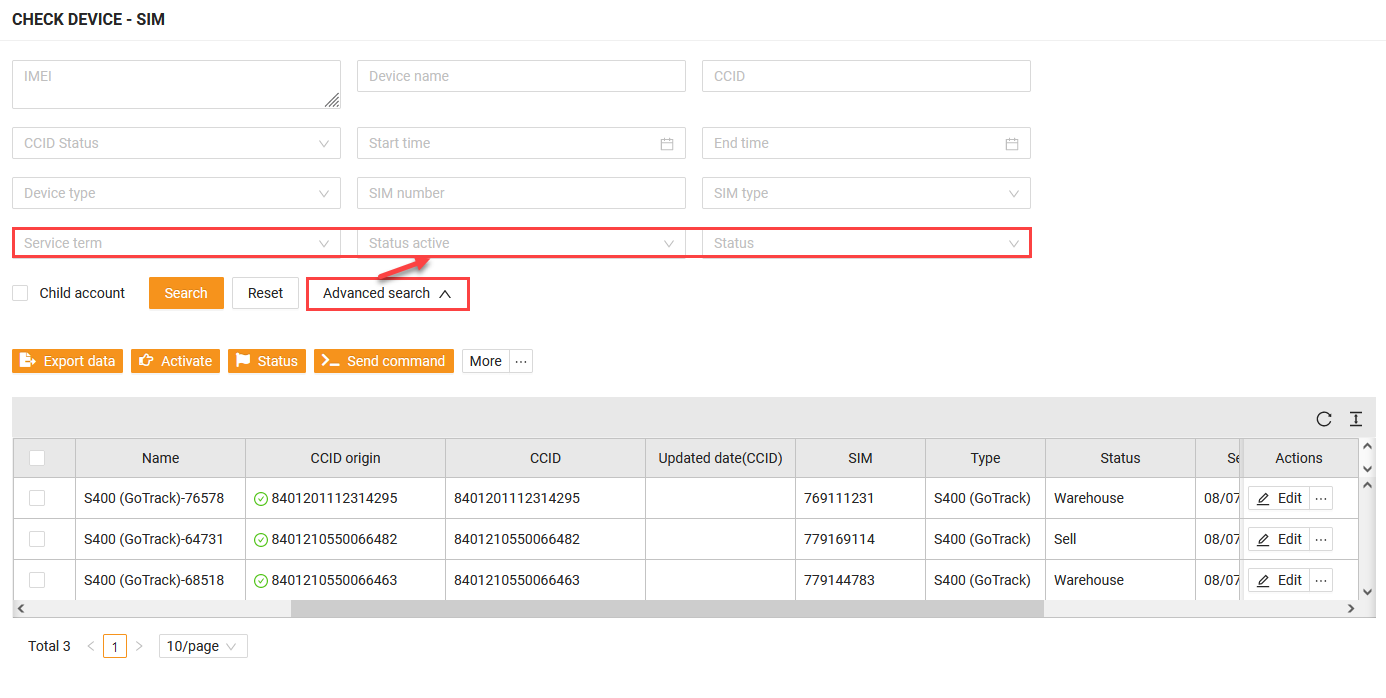 CHECK DEVICE - SIM
IMEI Device name CCID
CCID Status Start time End time
Device type SIM number SIM type
Service term Status active Status
Child account Search Reset Advanced search
Export data Activate Status Send command More ...
Name CCID origin CCID Updated date(CCID) SIM Type Status Se Actions
S400 (GoTrack)-76578 8401201112314295 8401201112314295 769111231 S400 (GoTrack) Warehouse 08/07 Edit ...
S400 (GoTrack)-64731 8401210550066482 8401210550066482 779169114 S400 (GoTrack) Sell 08/07 Edit ...
S400 (GoTrack)-68518 8401210550066463 8401210550066463 779144783 S400 (GoTrack) Warehouse 08/07 Edit ...
Total 3 < 1 > 10/page